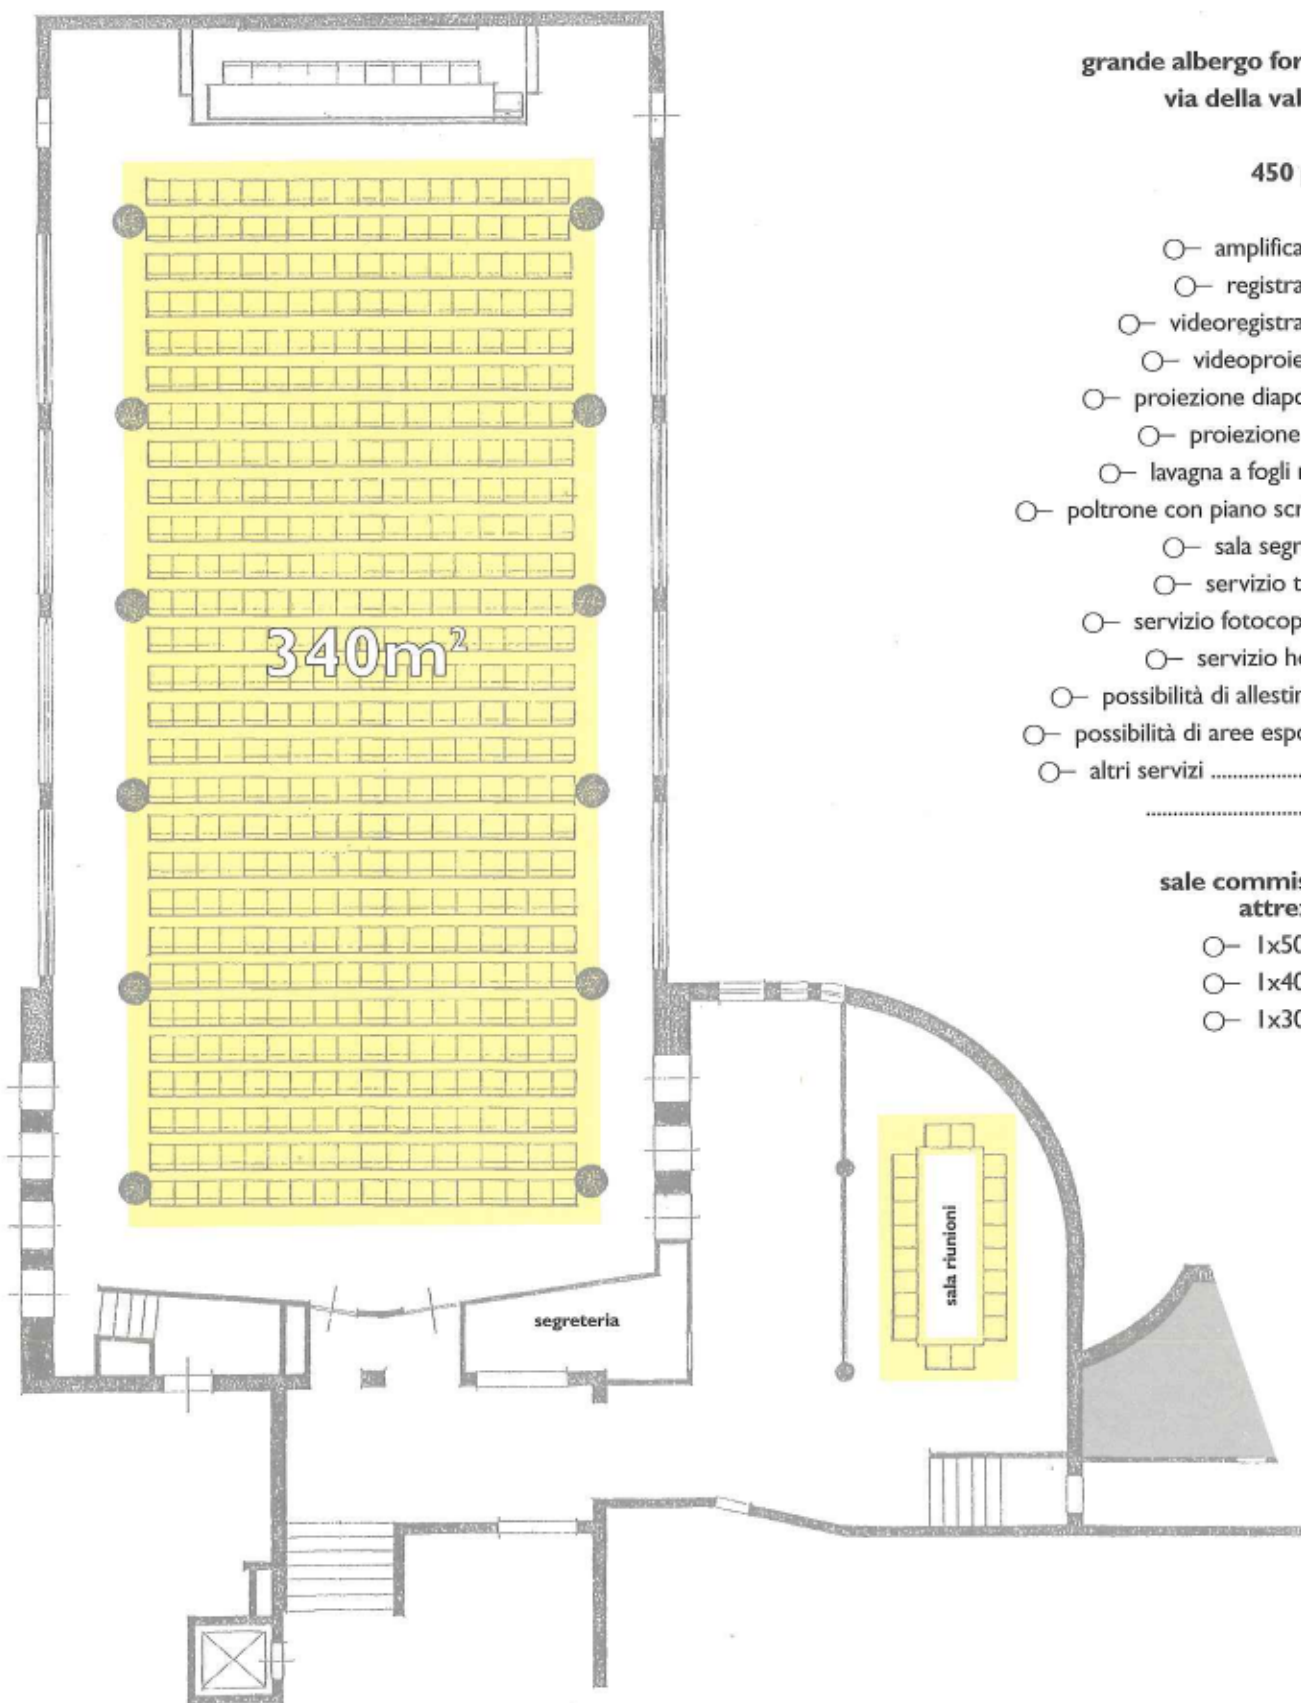 grande albergo for
via della val
450
amplifica
registra
videoregistra
videoproie
proiezione diapo
proiezione
lavagna a fogli
poltrone con piano scr
sala segr
servizio t
servizio fotocop
servizio h
possibilità di allestir
possibilità di aree espo
altri servizi ....................
..........................
sale commis
attre
1x50
1x40
1x30
340m²
sala riunioni
segreteria